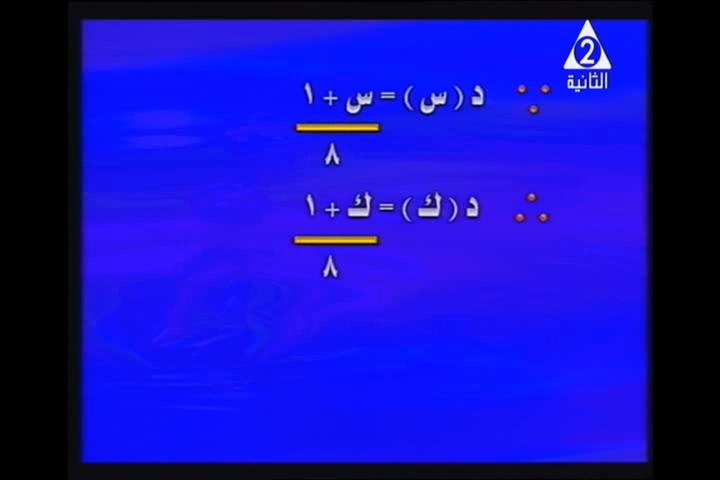 2
الثانية
∵ د ( س ) = س + ١
٨
∴ د ( ك ) = ك + ١
٨